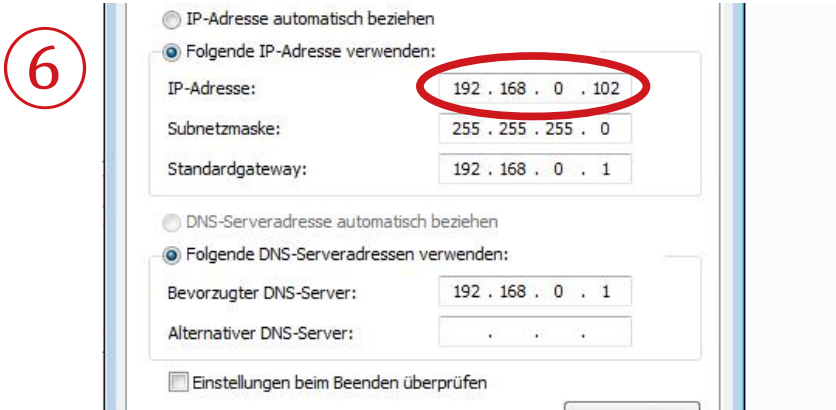 IP-Adresse automatisch beziehen
6
Folgende IP-Adresse verwenden:
IP-Adresse: 192 . 168 . 0 . 102
Subnetzmaske: 255 . 255 . 255 . 0
Standardgateway: 192 . 168 . 0 . 1
DNS-Serveradresse automatisch beziehen
Folgende DNS-Serveradressen verwenden:
Bevorzugter DNS-Server: 192 . 168 . 0 . 1
Alternativer DNS-Server: . . .
Einstellungen beim Beenden überprüfen